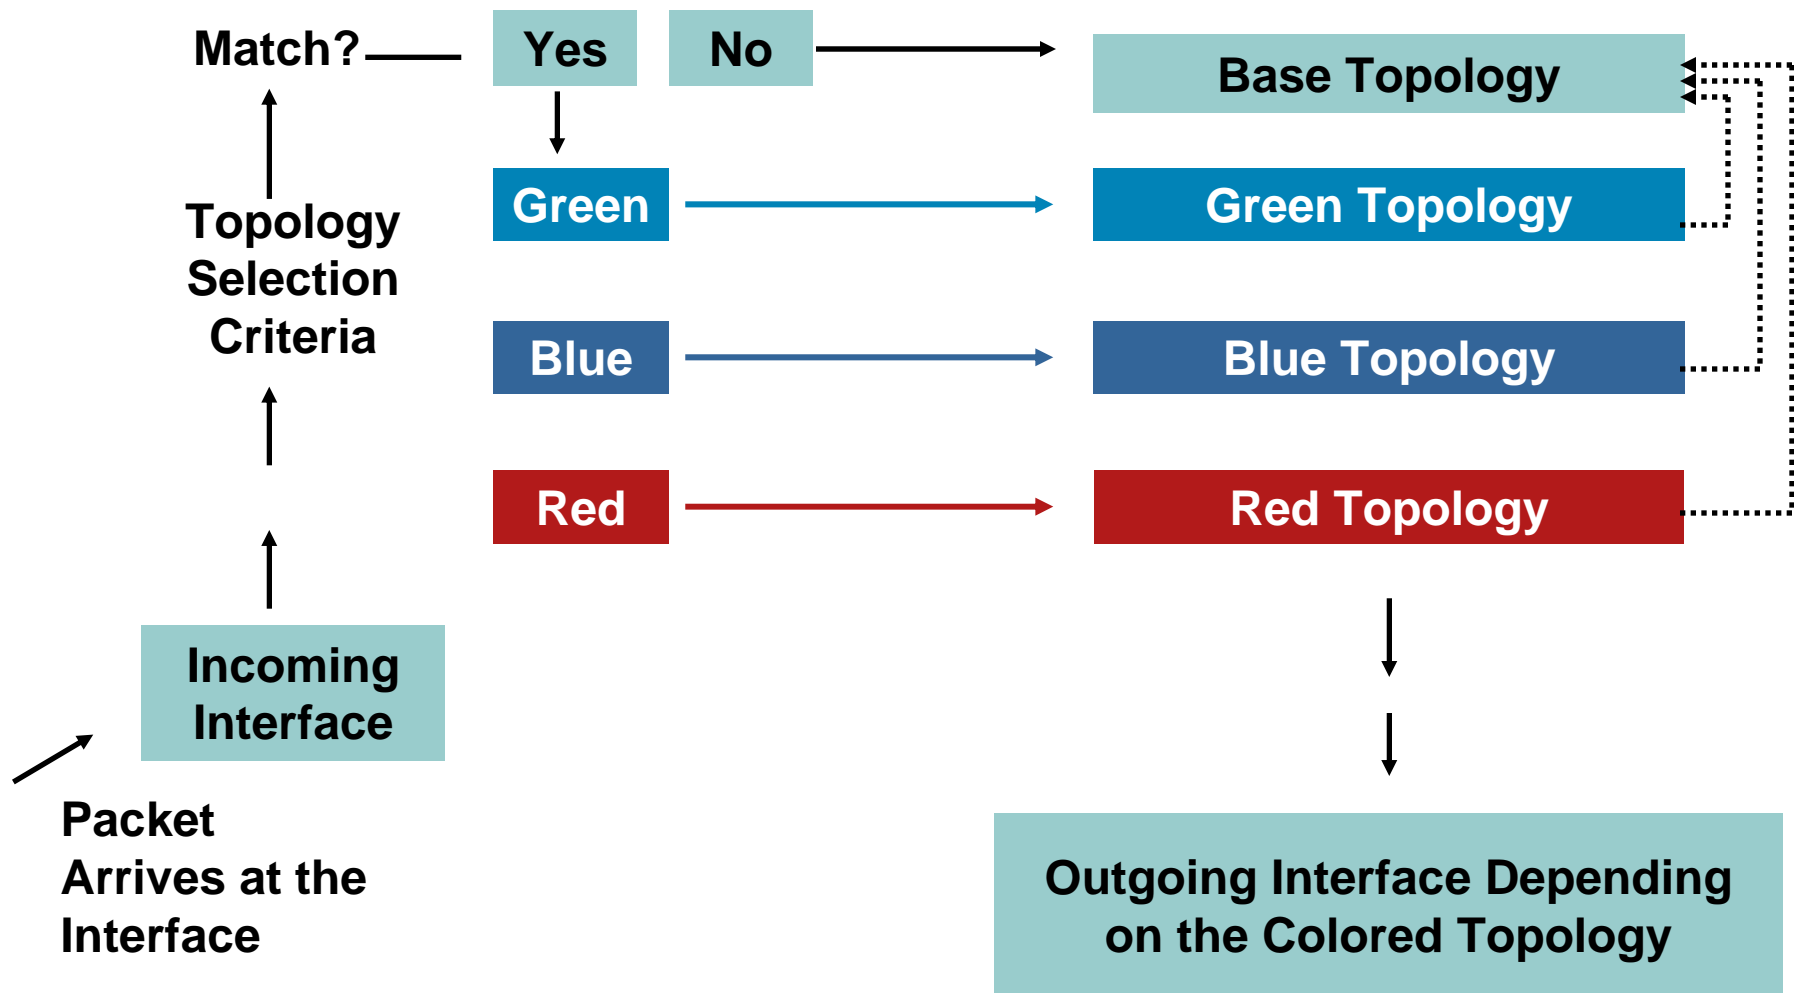 Match?
Yes
No
Base Topology
Green
Green Topology
Topology
Selection
Criteria
Blue
Blue Topology
Red
Red Topology
Incoming
Interface
Packet
Arrives at the
Interface
Outgoing Interface Depending
on the Colored Topology